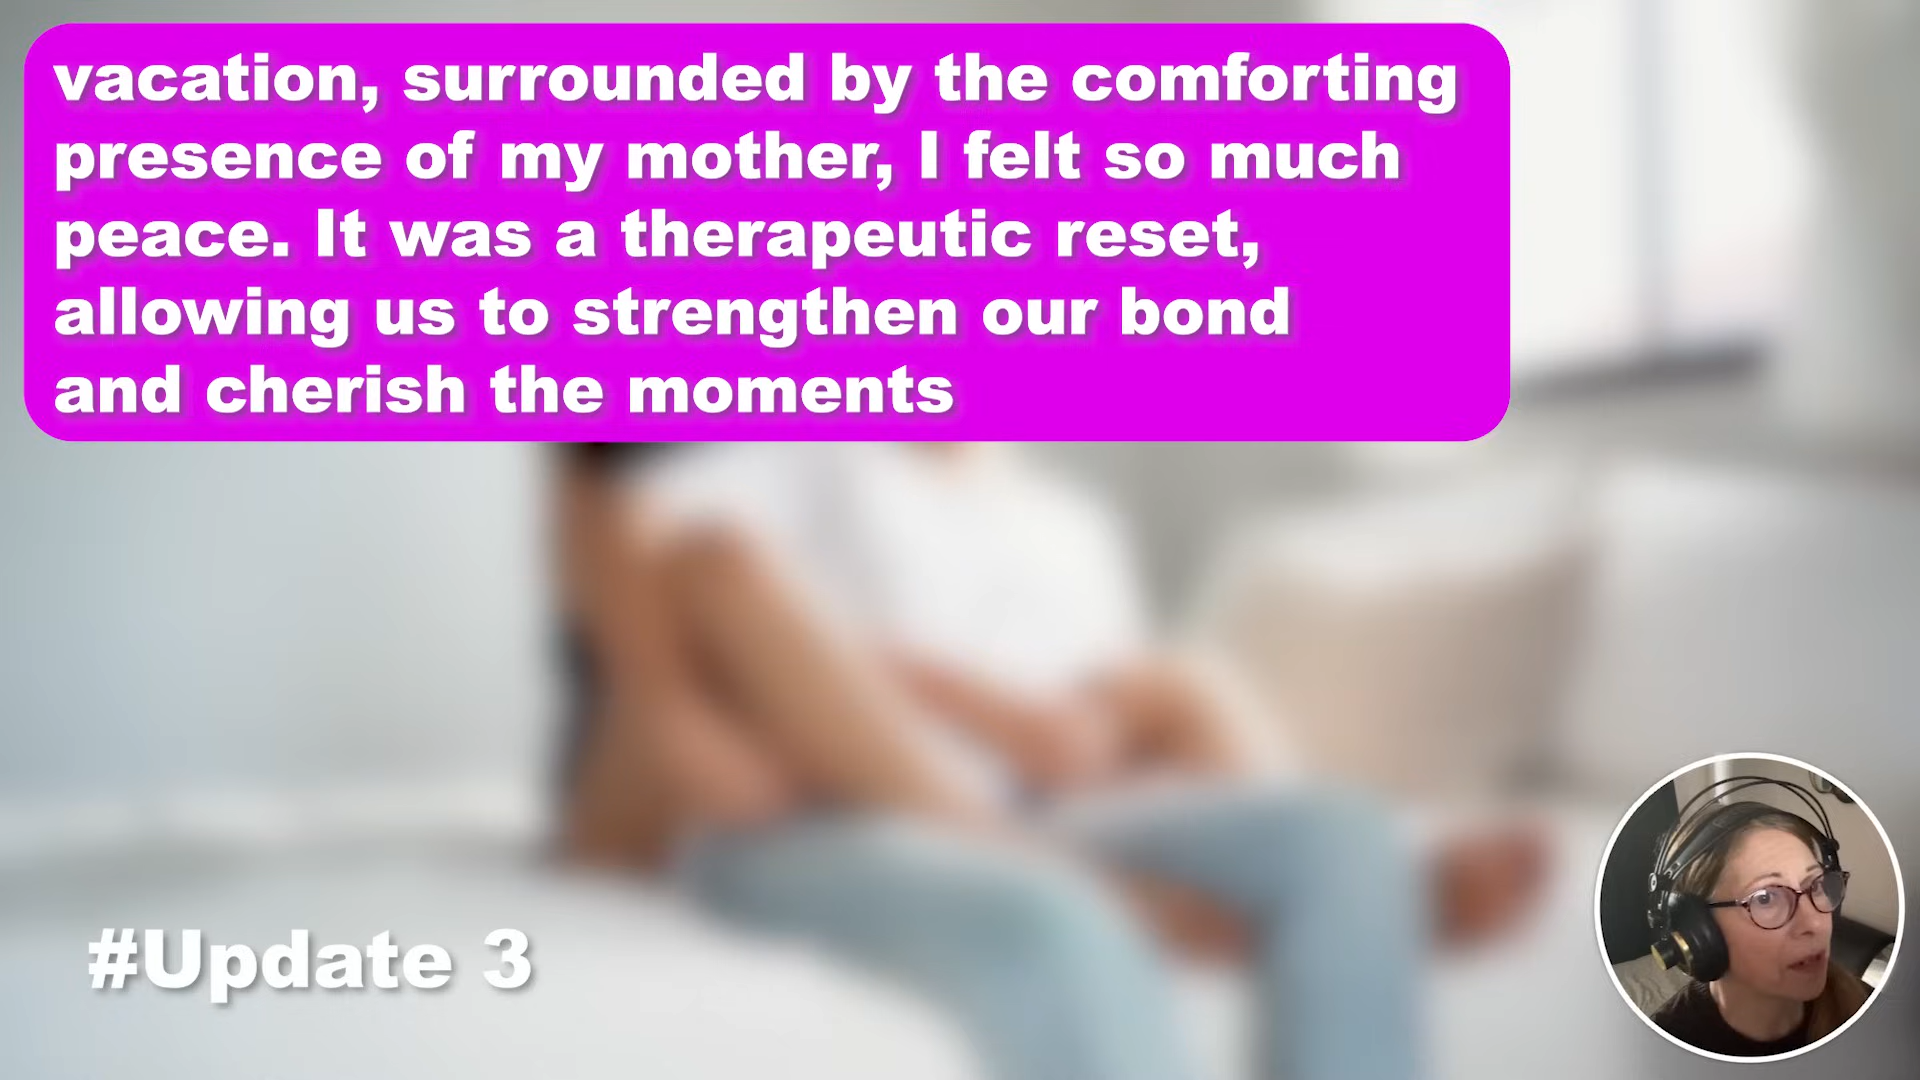 vacation, surrounded by the comforting
presence of my mother, I felt so much
peace. It was a therapeutic reset,
allowing us to strengthen our bond
and cherish the moments
#Update 3